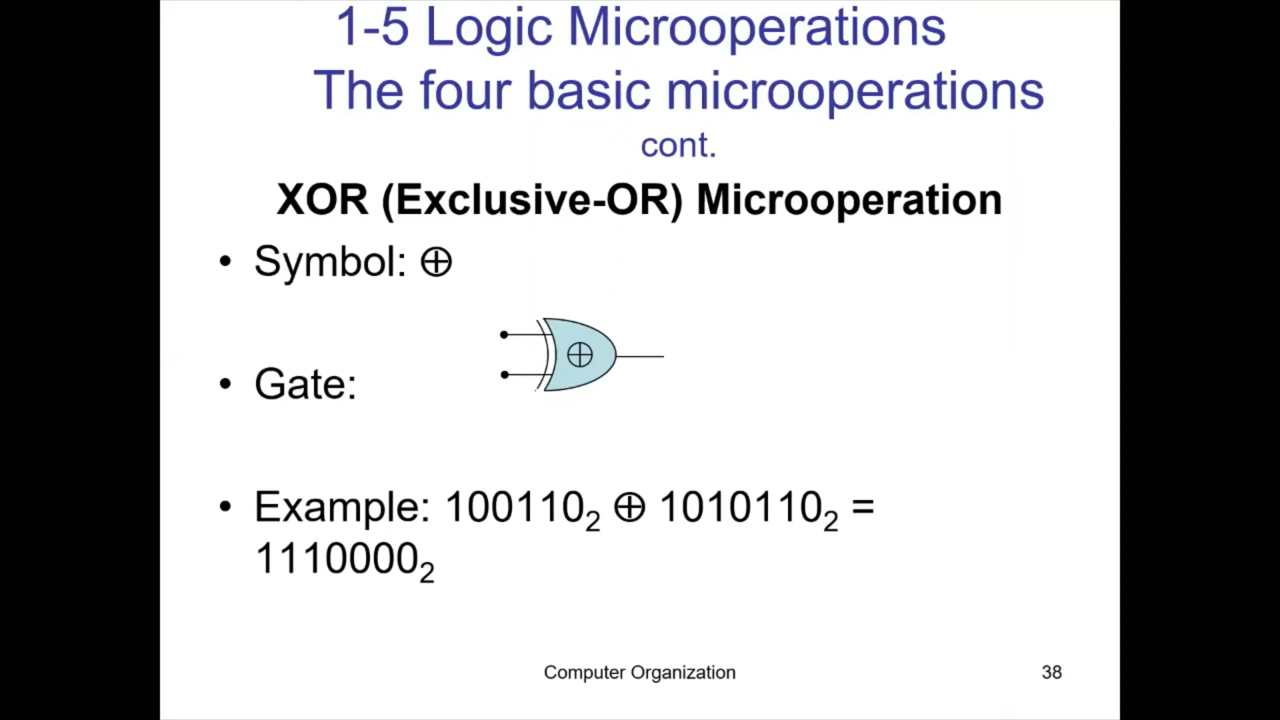 1-5 Logic Microoperations
The four basic microoperations
cont.
XOR (Exclusive-OR) Microoperation
• Symbol: ⊕
⊕
• Gate:
• Example: 100110₂ ⊕ 1010110₂ =
1110000₂
Computer Organization
38